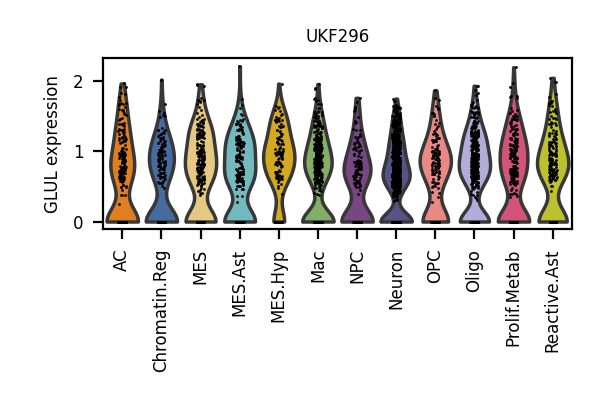 UKF296
GLUL expression
2
1
0
AC
Chromatin.Reg
MES
MES.Ast
MES.Hyp
Mac
NPC
Neuron
OPC
Oligo
Prolif.Metab
Reactive.Ast